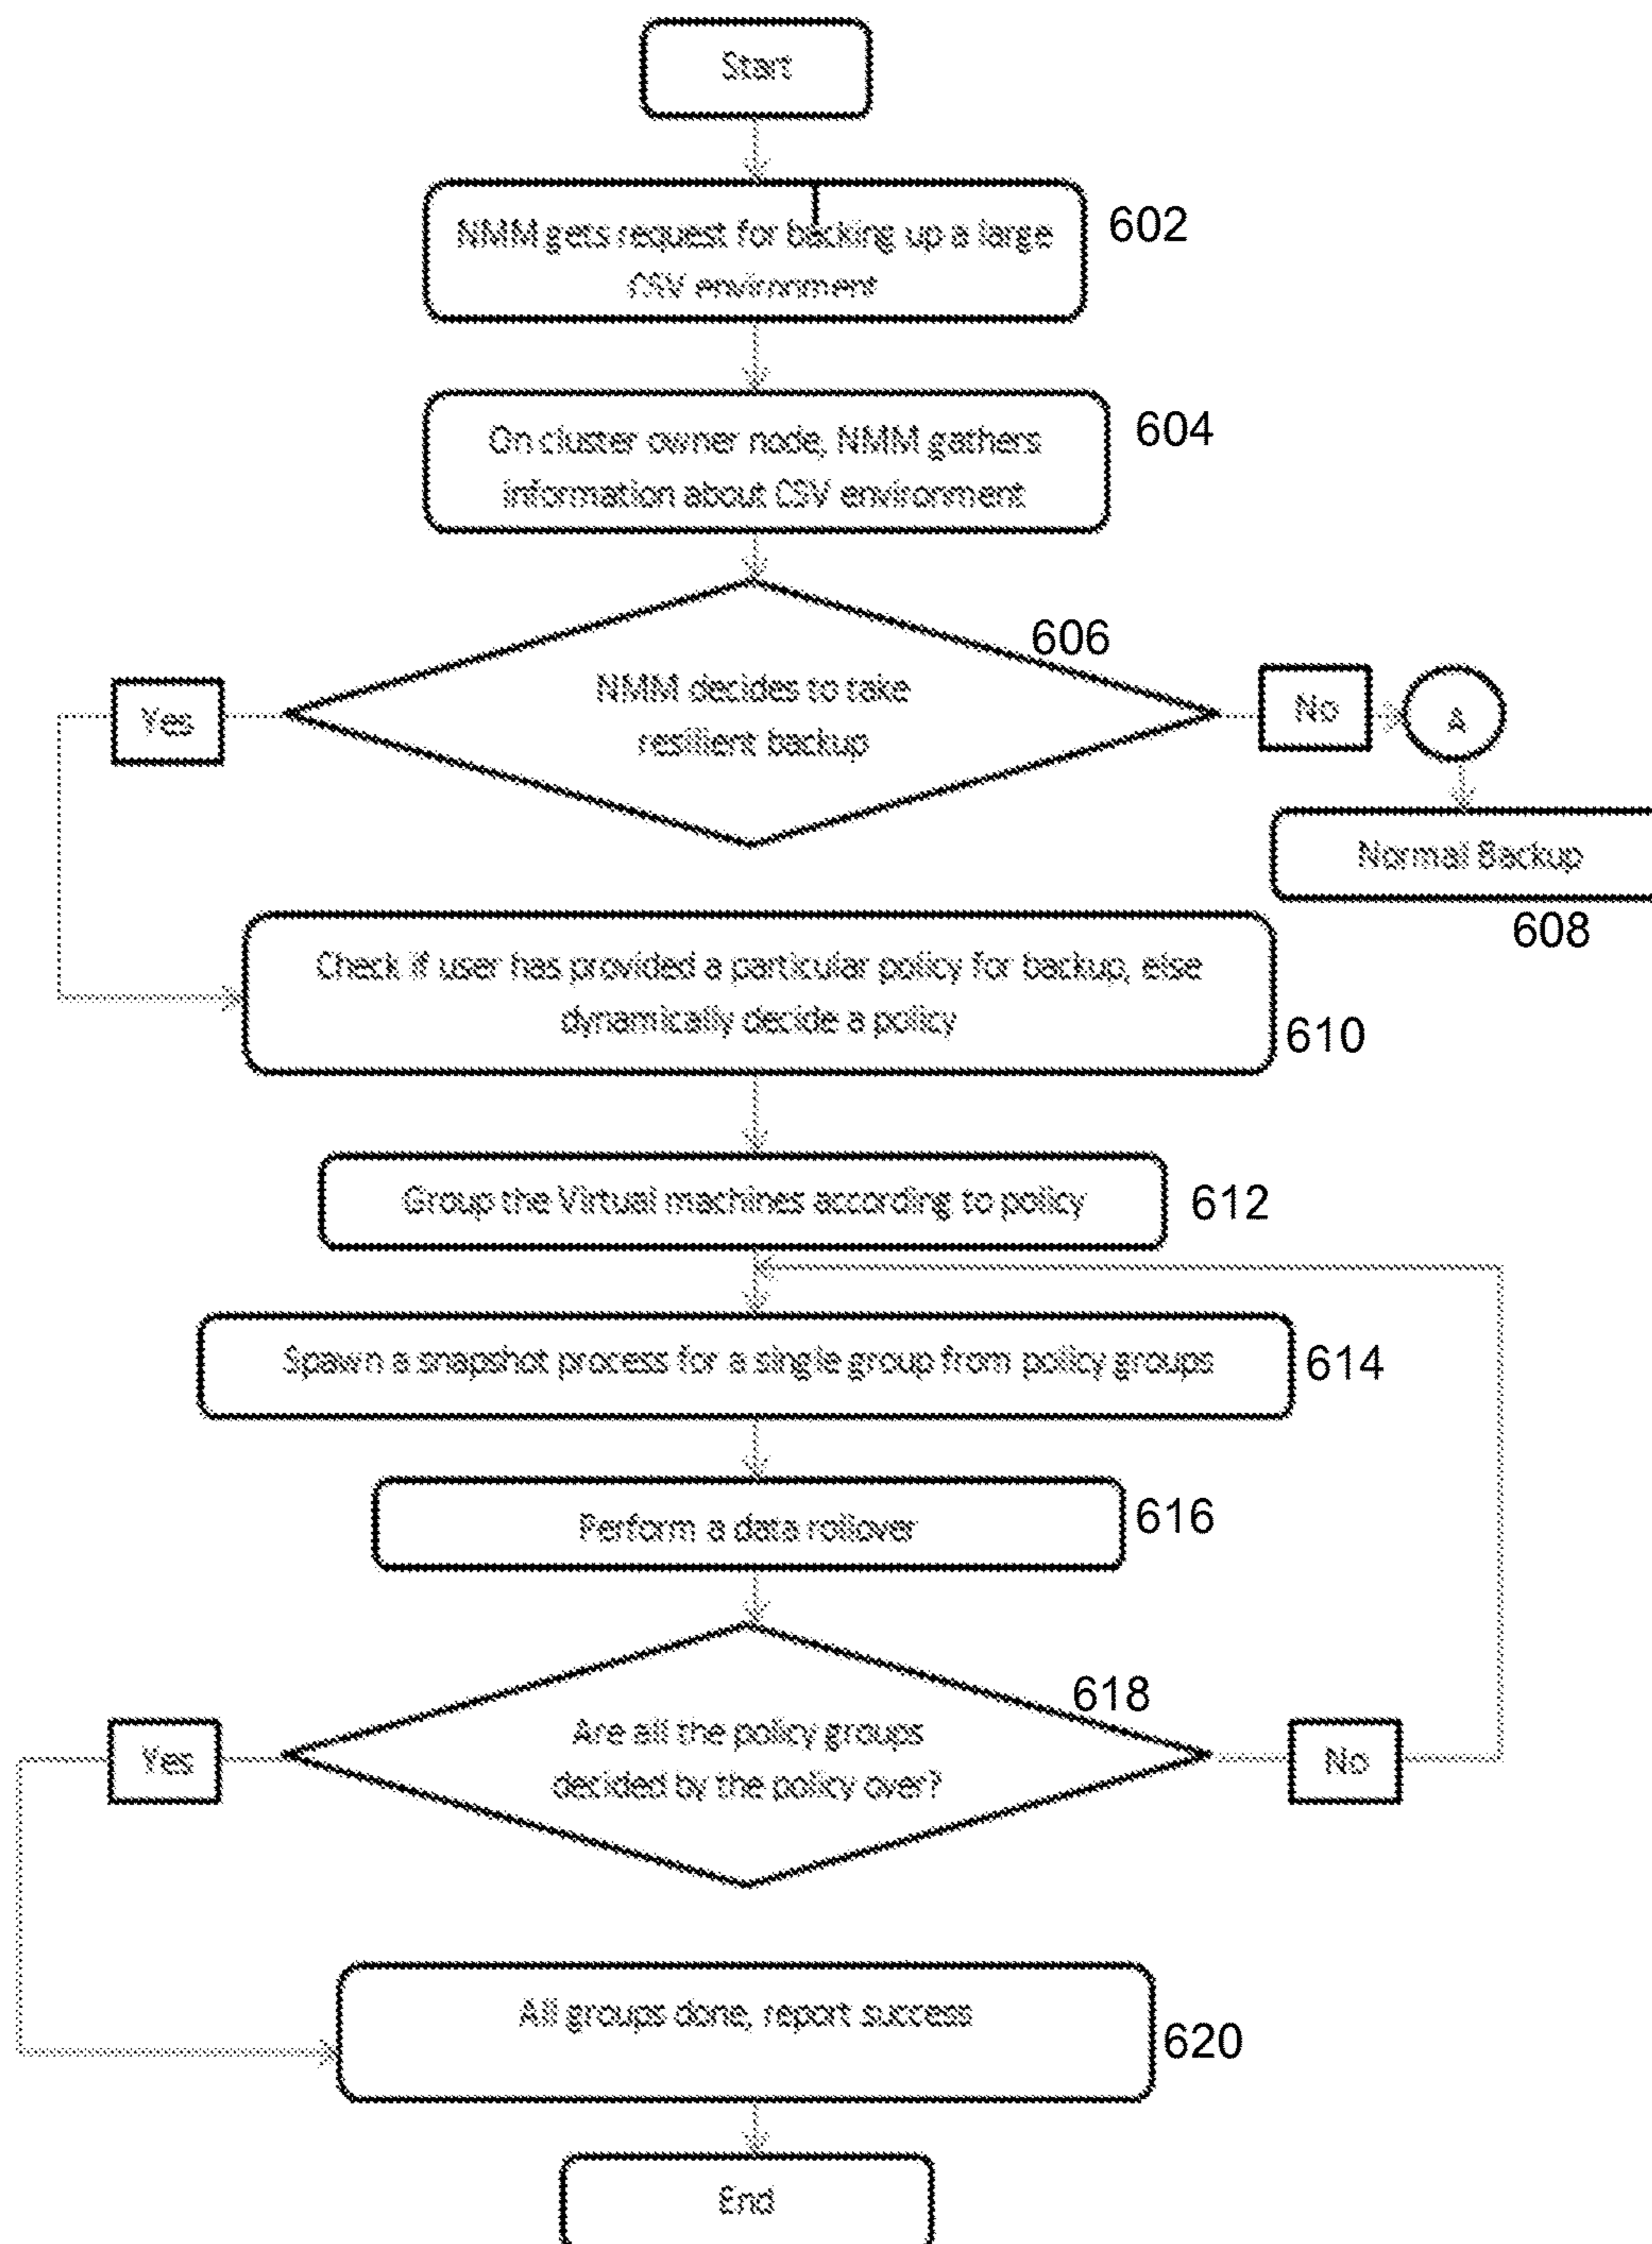 Start
NMM gets request for backing up a large
CSV environment
602
On cluster owner node, NMM gathers
information about CSV environment
604
606
NMM decides to take
resilient backup
Yes
No
A
Normal Backup
608
Check if user has provided a particular policy for backup, else
dynamically decide a policy
610
Group the Virtual machines according to policy
612
Spawn a snapshot process for a single group from policy groups
614
Perform a data rollover
616
618
Are all the policy groups
decided by the policy over?
Yes
No
All groups done, report success
620
End